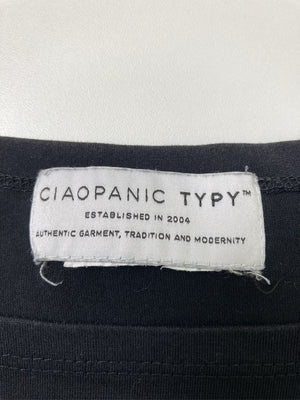 CIAOPANIC TYPY™
ESTABLISHED IN 2004
AUTHENTIC GARMENT, TRADITION AND MODERNITY